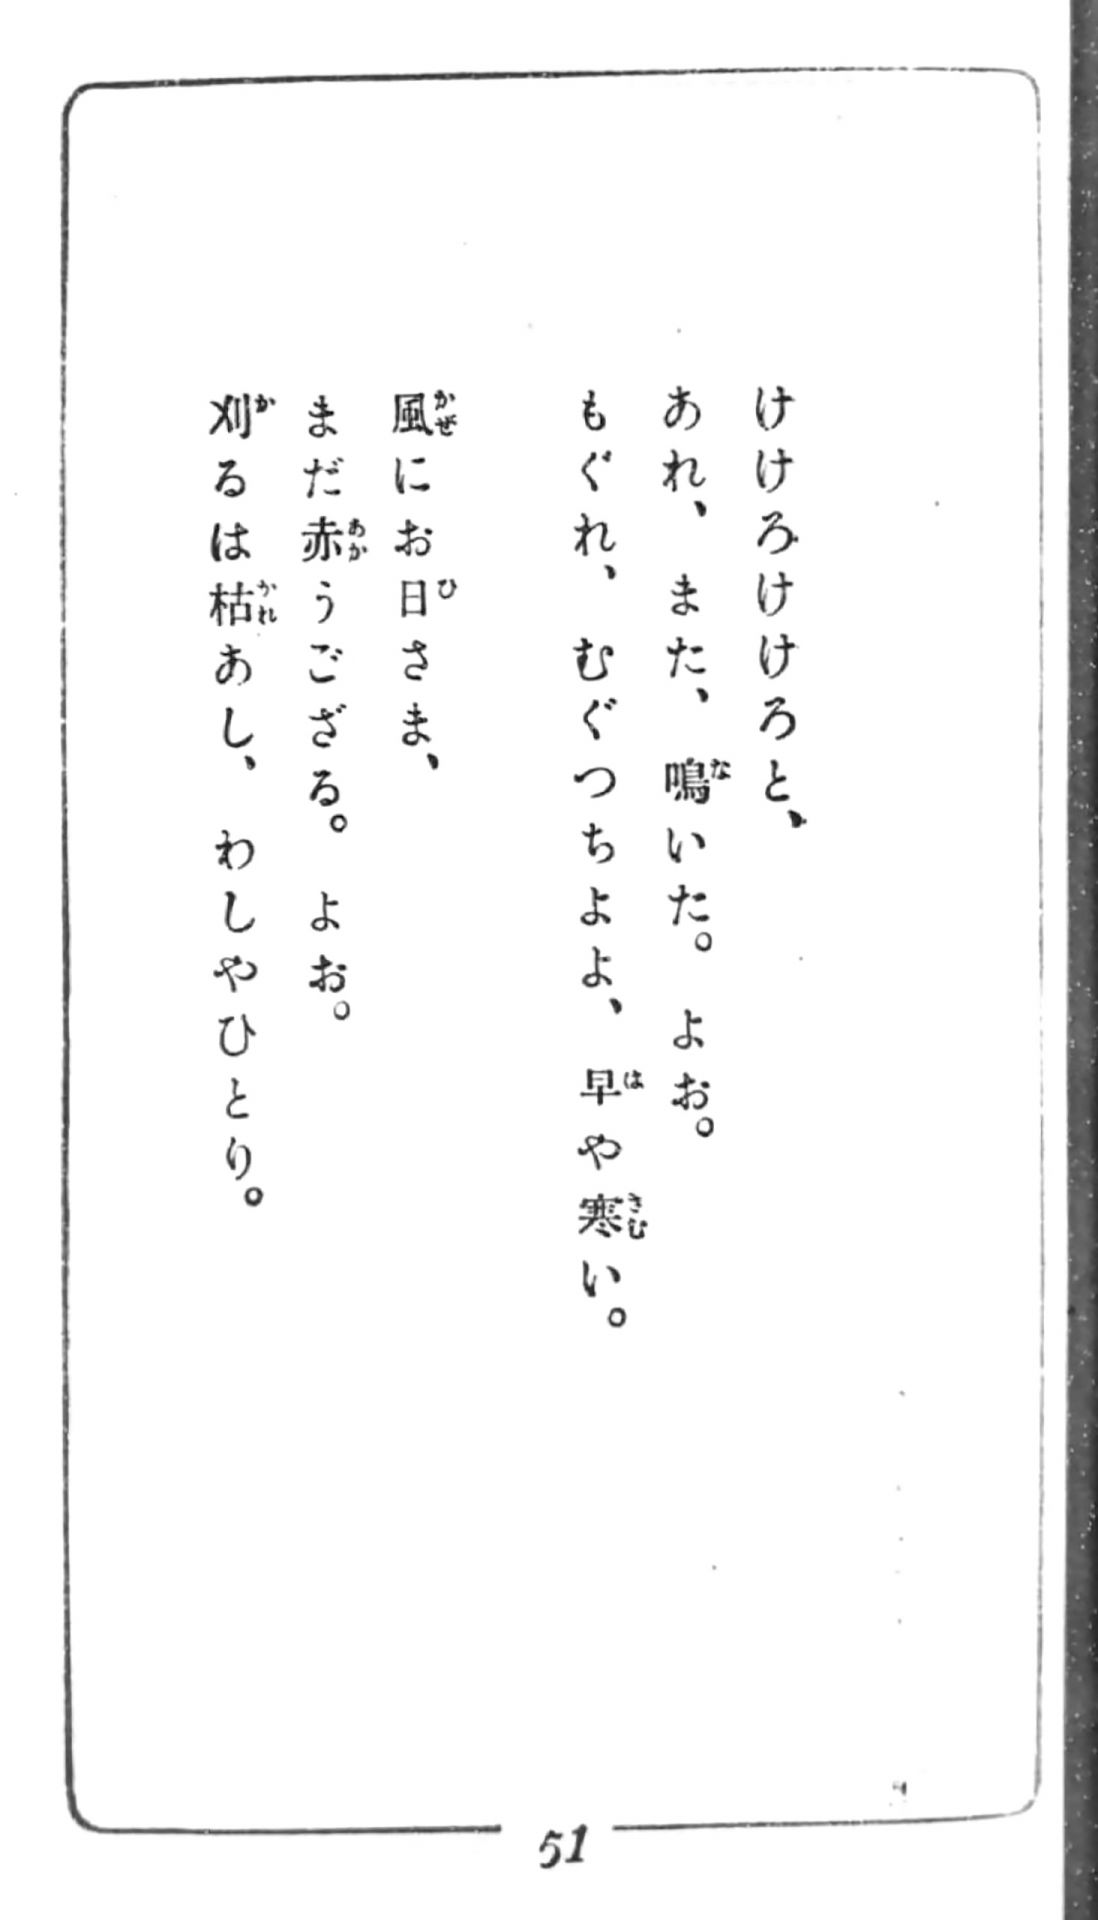 けけろけけろと、
あれ、また、鳴いた。よお。
もぐれ、むぐつちよよ、早や寒い。
風にお日さま、
まだ赤うござる。よお。
刈るは枯あし、わしやひとり。
51